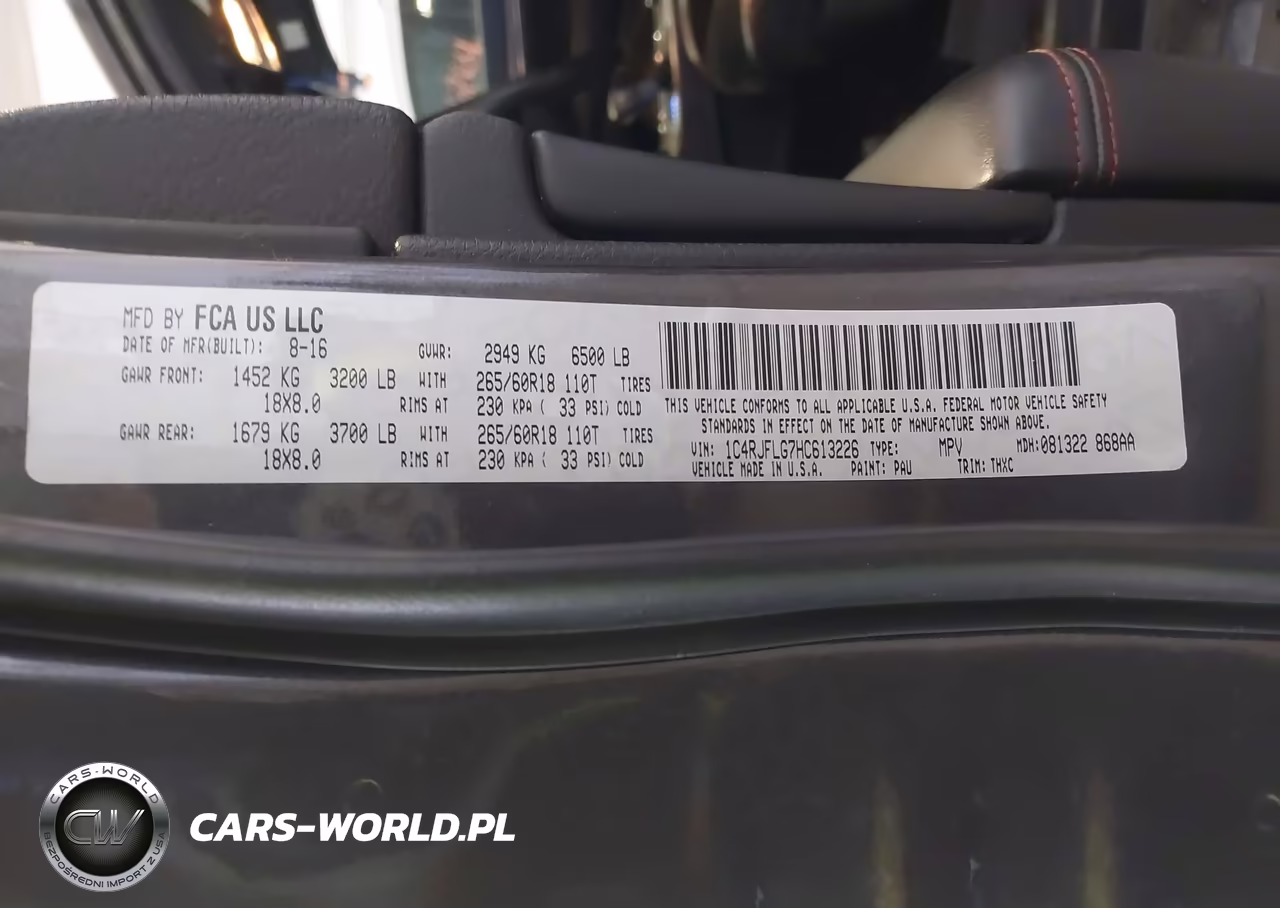 MFD BY FCA US LLC
DATE OF MFR(BUILT): 8-16 GVWR: 2949 KG 6500 LB
GAWR FRONT: 1452 KG 3200 LB WITH 265/60R18 110T TIRES
18X8.0 RIMS AT 230 KPA ( 33 PSI) COLD
GAWR REAR: 1679 KG 3700 LB WITH 265/60R18 110T TIRES
18X8.0 RIMS AT 230 KPA ( 33 PSI) COLD
THIS VEHICLE CONFORMS TO ALL APPLICABLE U.S.A. FEDERAL MOTOR VEHICLE SAFETY
STANDARDS IN EFFECT ON THE DATE OF MANUFACTURE SHOWN ABOVE.
VIN: 1C4RJFLG7HC613226 TYPE: MPV MDH:081322 868AA
VEHICLE MADE IN U.S.A. PAINT: PAU TRIM: THXC
CARS-WORLD
CW
BEZPOŚREDNI IMPORT Z USA
CARS-WORLD.PL